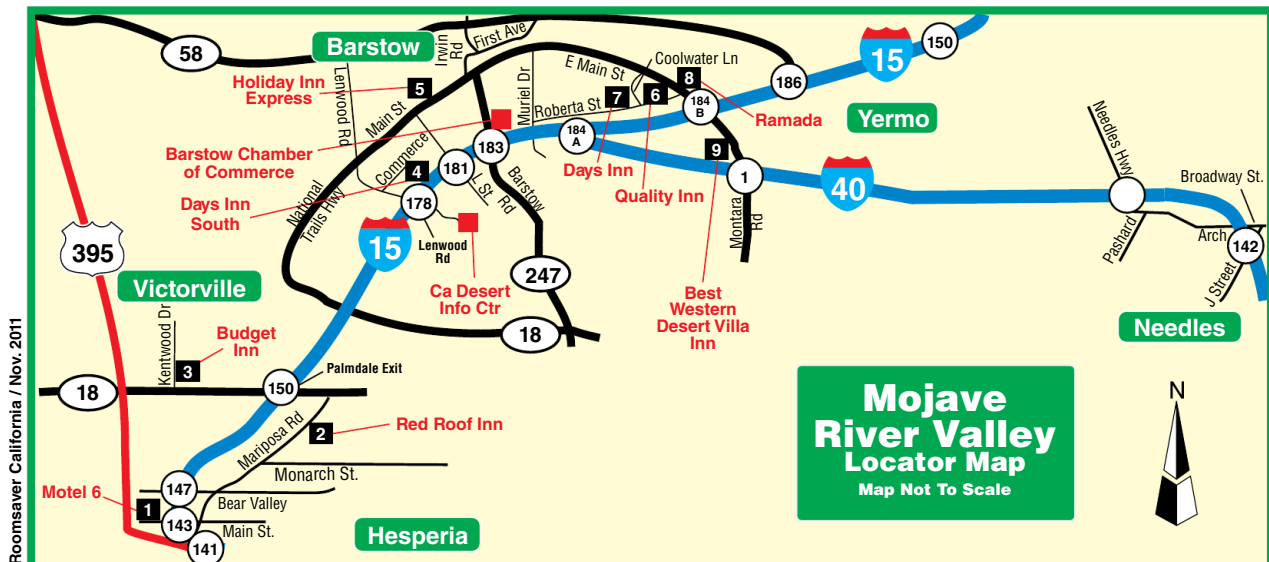 58
Barstow
Irwin
Rd
First Ave
15
150
Holiday Inn
Express
Lenwood Rd
5
Main St
Muriel Dr
E Main St
Coolwater Ln
8
186
7
6
Roberta St
184
B
Ramada
Yermo
Needles Hwy
Barstow Chamber
of Commerce
183
184
A
Commerce
4
181
9
Days Inn
Quality Inn
1
40
Broadway St.
Days Inn
South
National
Trails Hwy
178
L St.
Barstow
Rd
Montara
Rd
Pashard
Arch
142
J Street
395
15
Lenwood
Rd
247
Ca Desert
Info Ctr
Victorville
Best
Western
Desert Villa
Inn
18
Needles
Kentwood Dr
Budget
Inn
3
18
150
Palmdale Exit
Mojave
River Valley
Locator Map
Map Not To Scale
N
Mariposa Rd
2
Red Roof Inn
Monarch St.
Motel 6
147
1
Bear Valley
143
Main St.
141
Hesperia
Roomsaver California / Nov. 2011